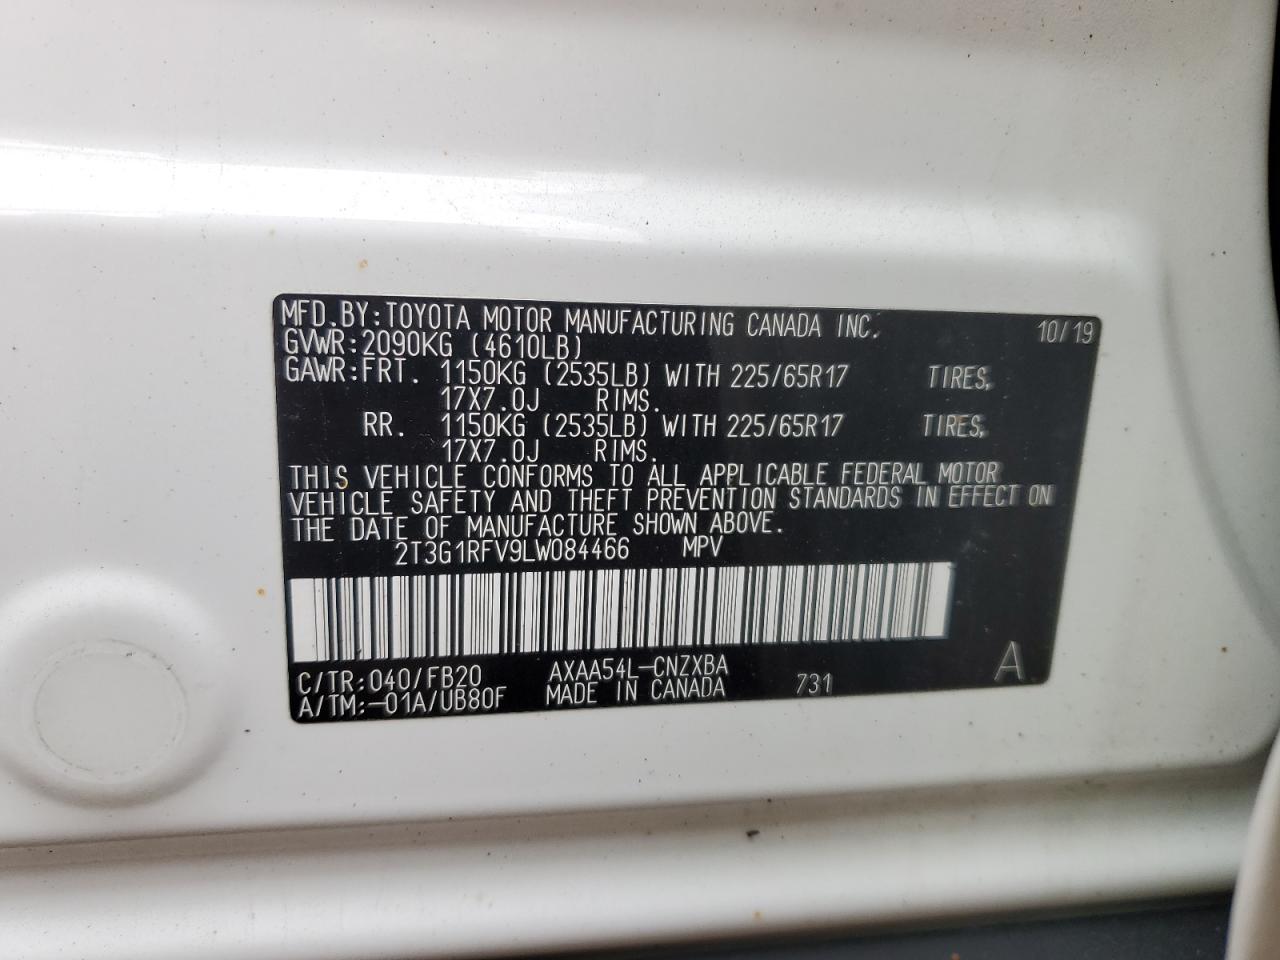 MFD.BY:TOYOTA MOTOR MANUFACTURING CANADA INC. 10/19
GVWR:2090KG (4610LB)
GAWR:FRT. 1150KG (2535LB) WITH 225/65R17 TIRES,
17X7.0J RIMS.
RR. 1150KG (2535LB) WITH 225/65R17 TIRES,
17X7.0J RIMS.
THIS VEHICLE CONFORMS TO ALL APPLICABLE FEDERAL MOTOR
VEHICLE SAFETY AND THEFT PREVENTION STANDARDS IN EFFECT ON
THE DATE OF MANUFACTURE SHOWN ABOVE.
2T3G1RFV9LW084466 MPV
C/TR:040/FB20 AXAA54L-CNZXBA
A/TM:-01A/UB80F MADE IN CANADA 731 A